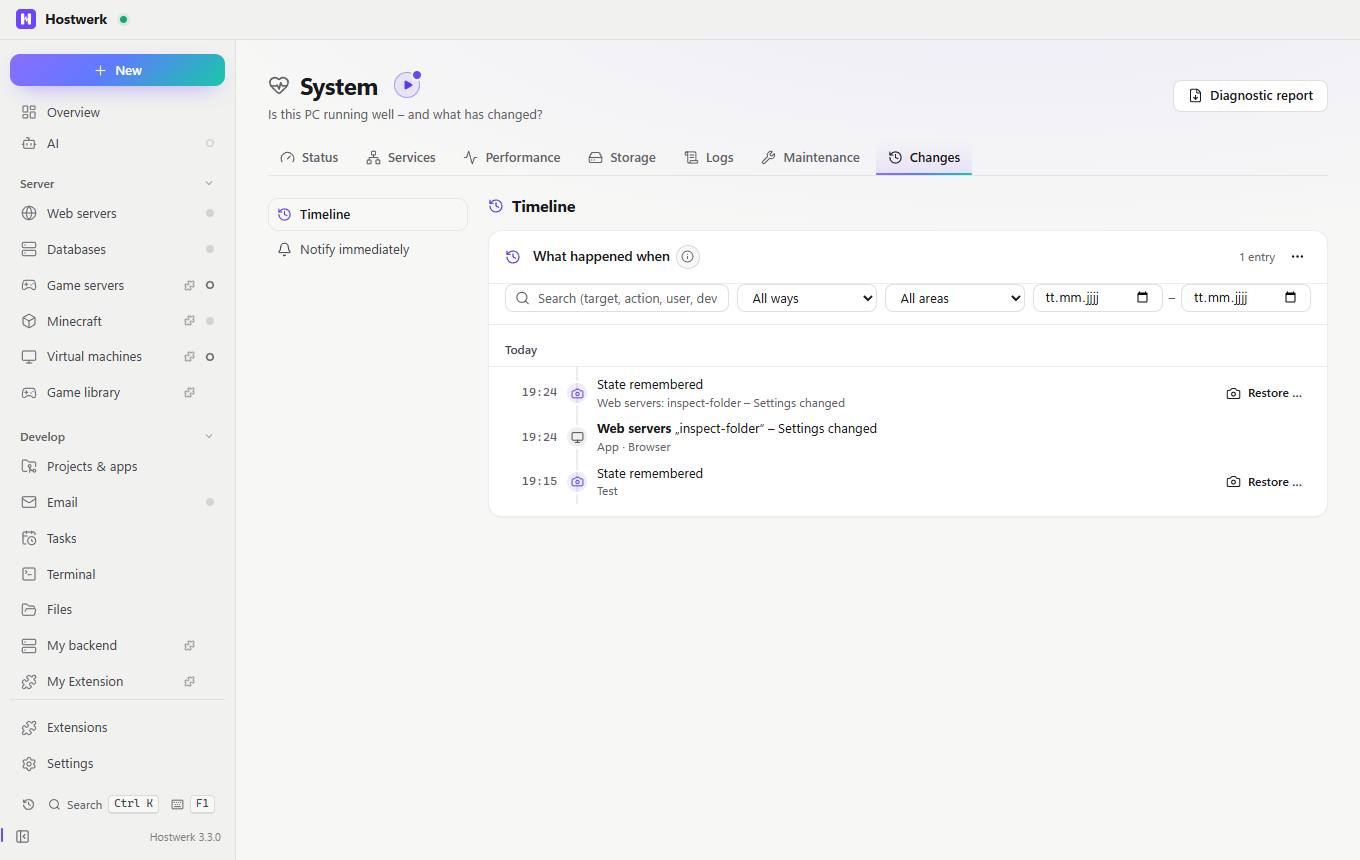 Hostwerk
New
Overview
AI
Server
Web servers
Databases
Game servers
Minecraft
Virtual machines
Game library
Develop
Projects & apps
Email
Tasks
Terminal
Files
My backend
My Extension
Extensions
Settings
Search Ctrl K F1
Hostwerk 3.3.0
System
Is this PC running well – and what has changed?
Diagnostic report
Status Services Performance Storage Logs Maintenance Changes
Timeline
Notify immediately
Timeline
What happened when
1 entry
Search (target, action, user, dev All ways All areas tt.mm.jjjj – tt.mm.jjjj
Today
19:24 State remembered Restore ...
Web servers: inspect-folder – Settings changed
19:24 Web servers „inspect-folder“ – Settings changed
App · Browser
19:15 State remembered Restore ...
Test